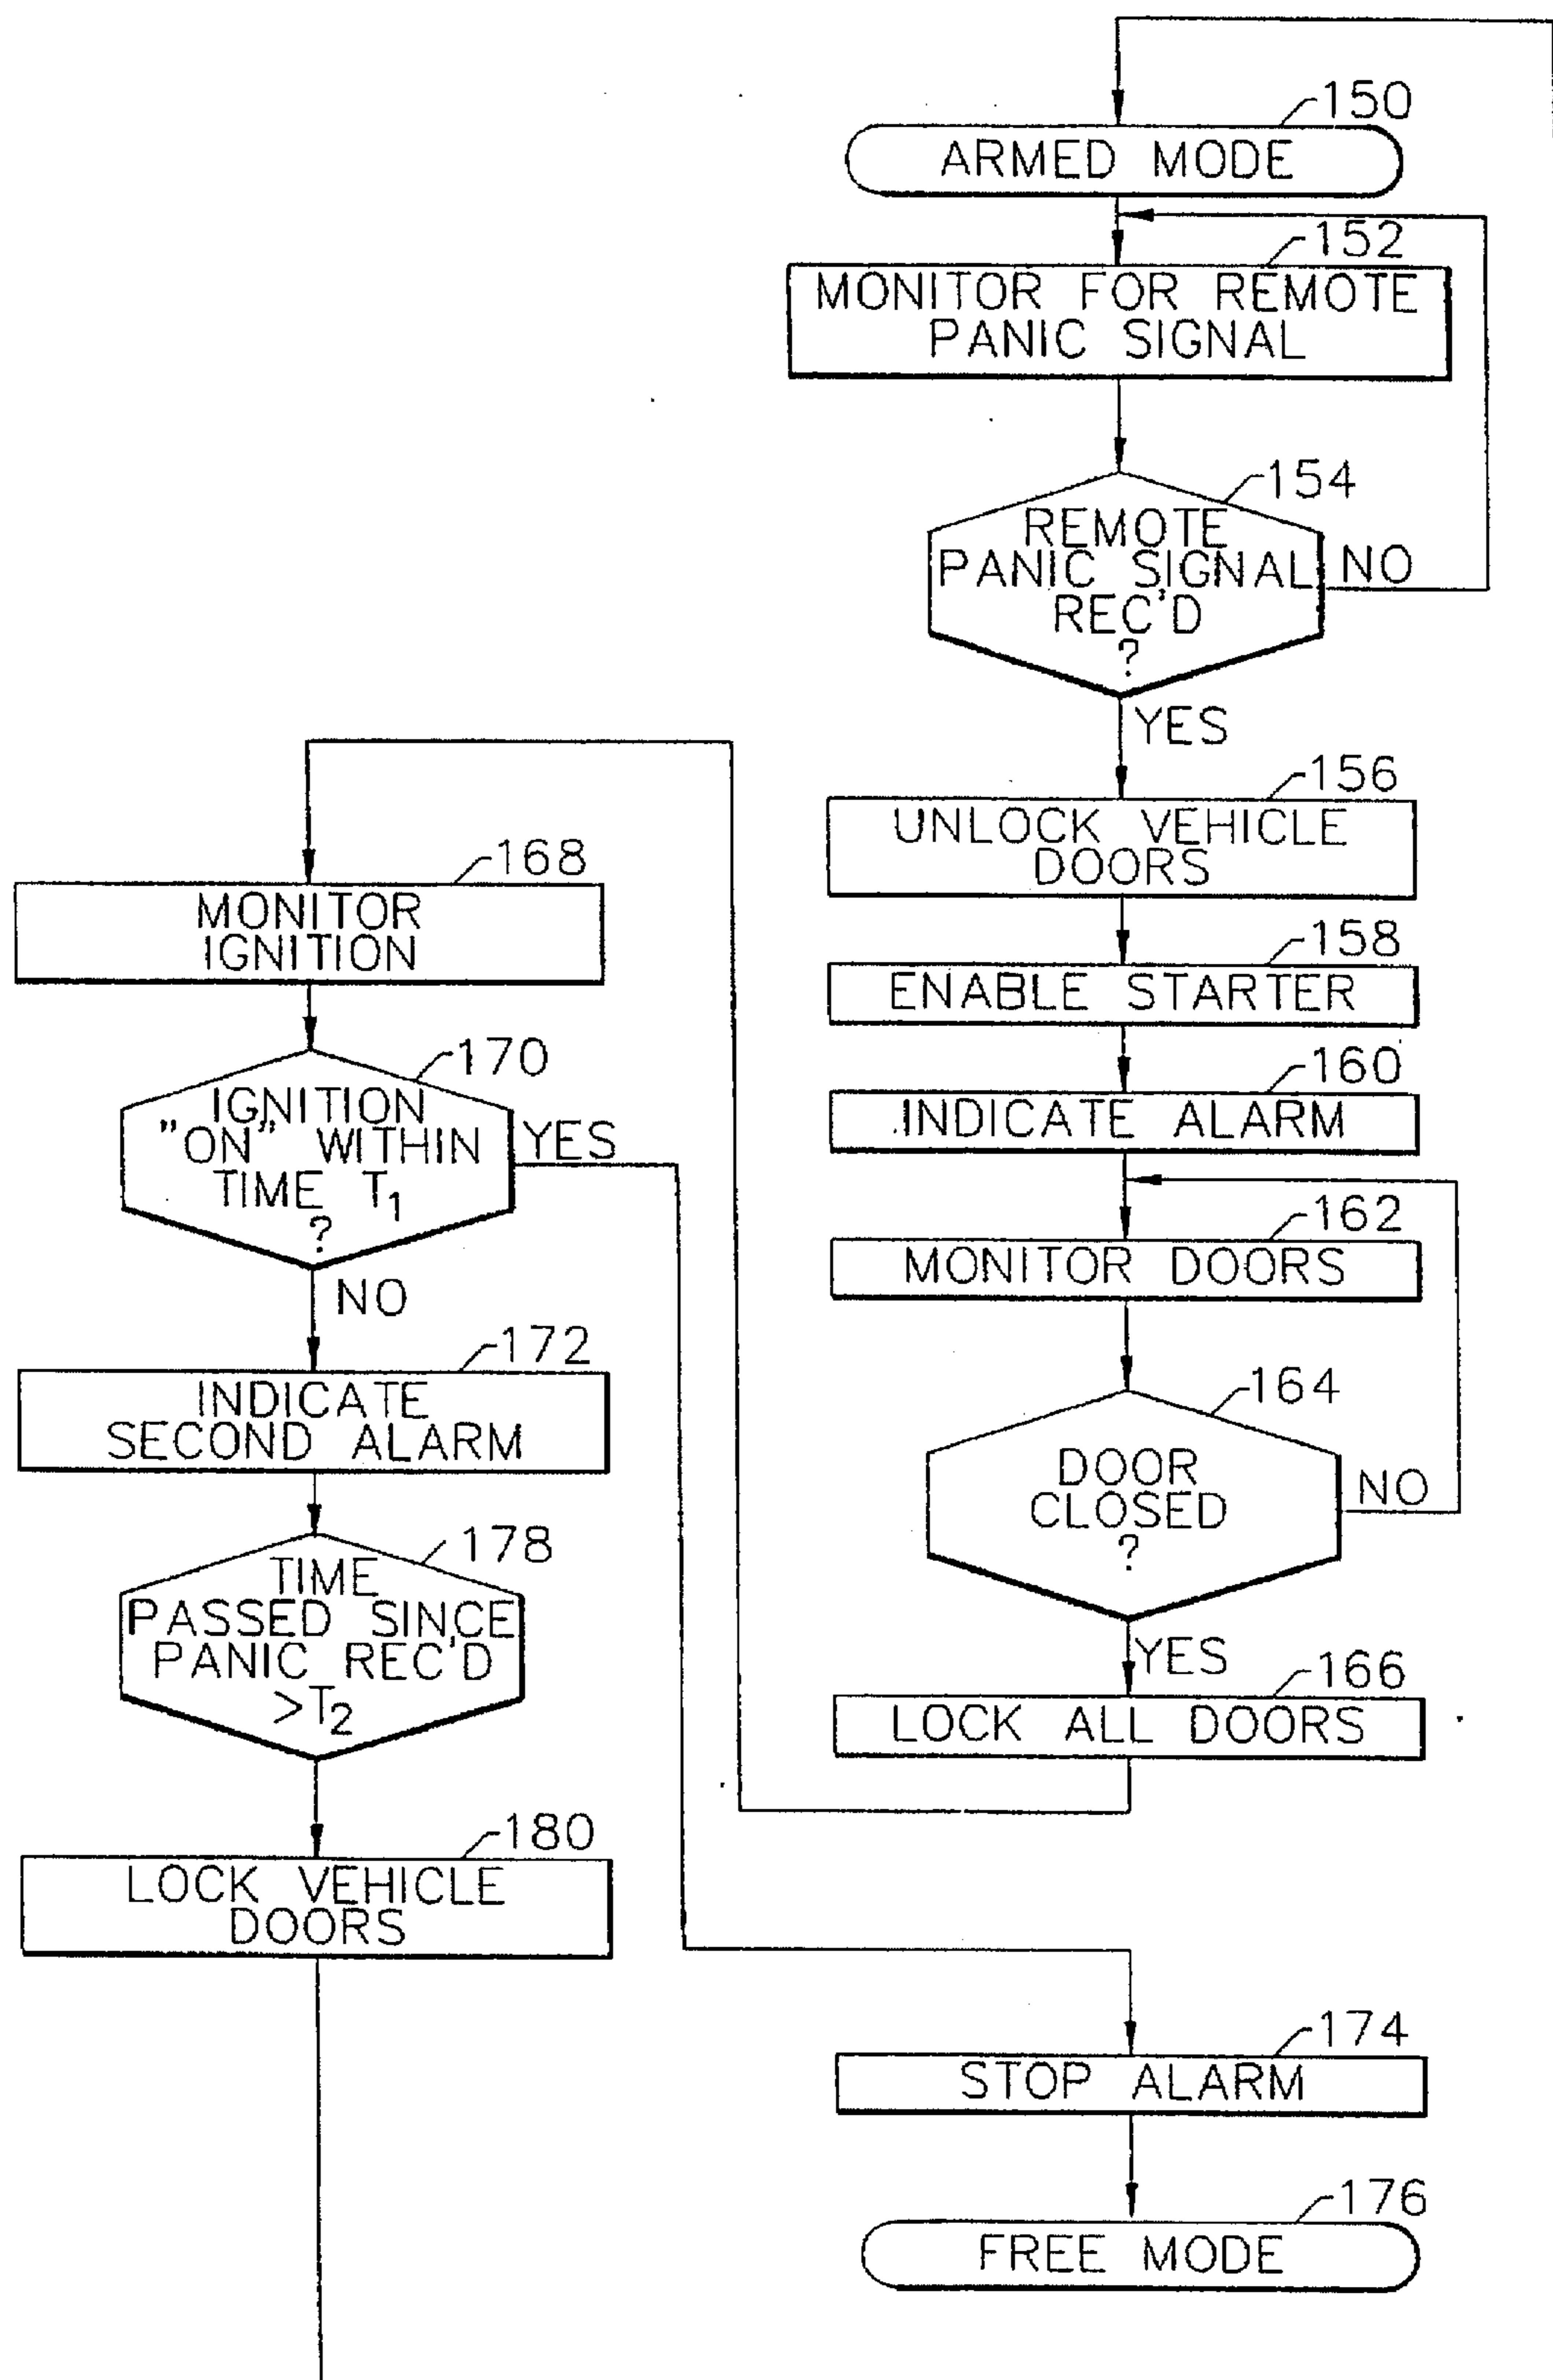 150
ARMED MODE
152
MONITOR FOR REMOTE
PANIC SIGNAL
154
REMOTE
PANIC SIGNAL
REC'D
?
NO
YES
156
UNLOCK VEHICLE
DOORS
158
ENABLE STARTER
160
INDICATE ALARM
162
MONITOR DOORS
164
DOOR
CLOSED
?
NO
YES
166
LOCK ALL DOORS
168
MONITOR
IGNITION
170
IGNITION
"ON" WITHIN
TIME T1
?
YES
NO
172
INDICATE
SECOND ALARM
178
TIME
PASSED SINCE
PANIC REC'D
>T2
180
LOCK VEHICLE
DOORS
174
STOP ALARM
176
FREE MODE